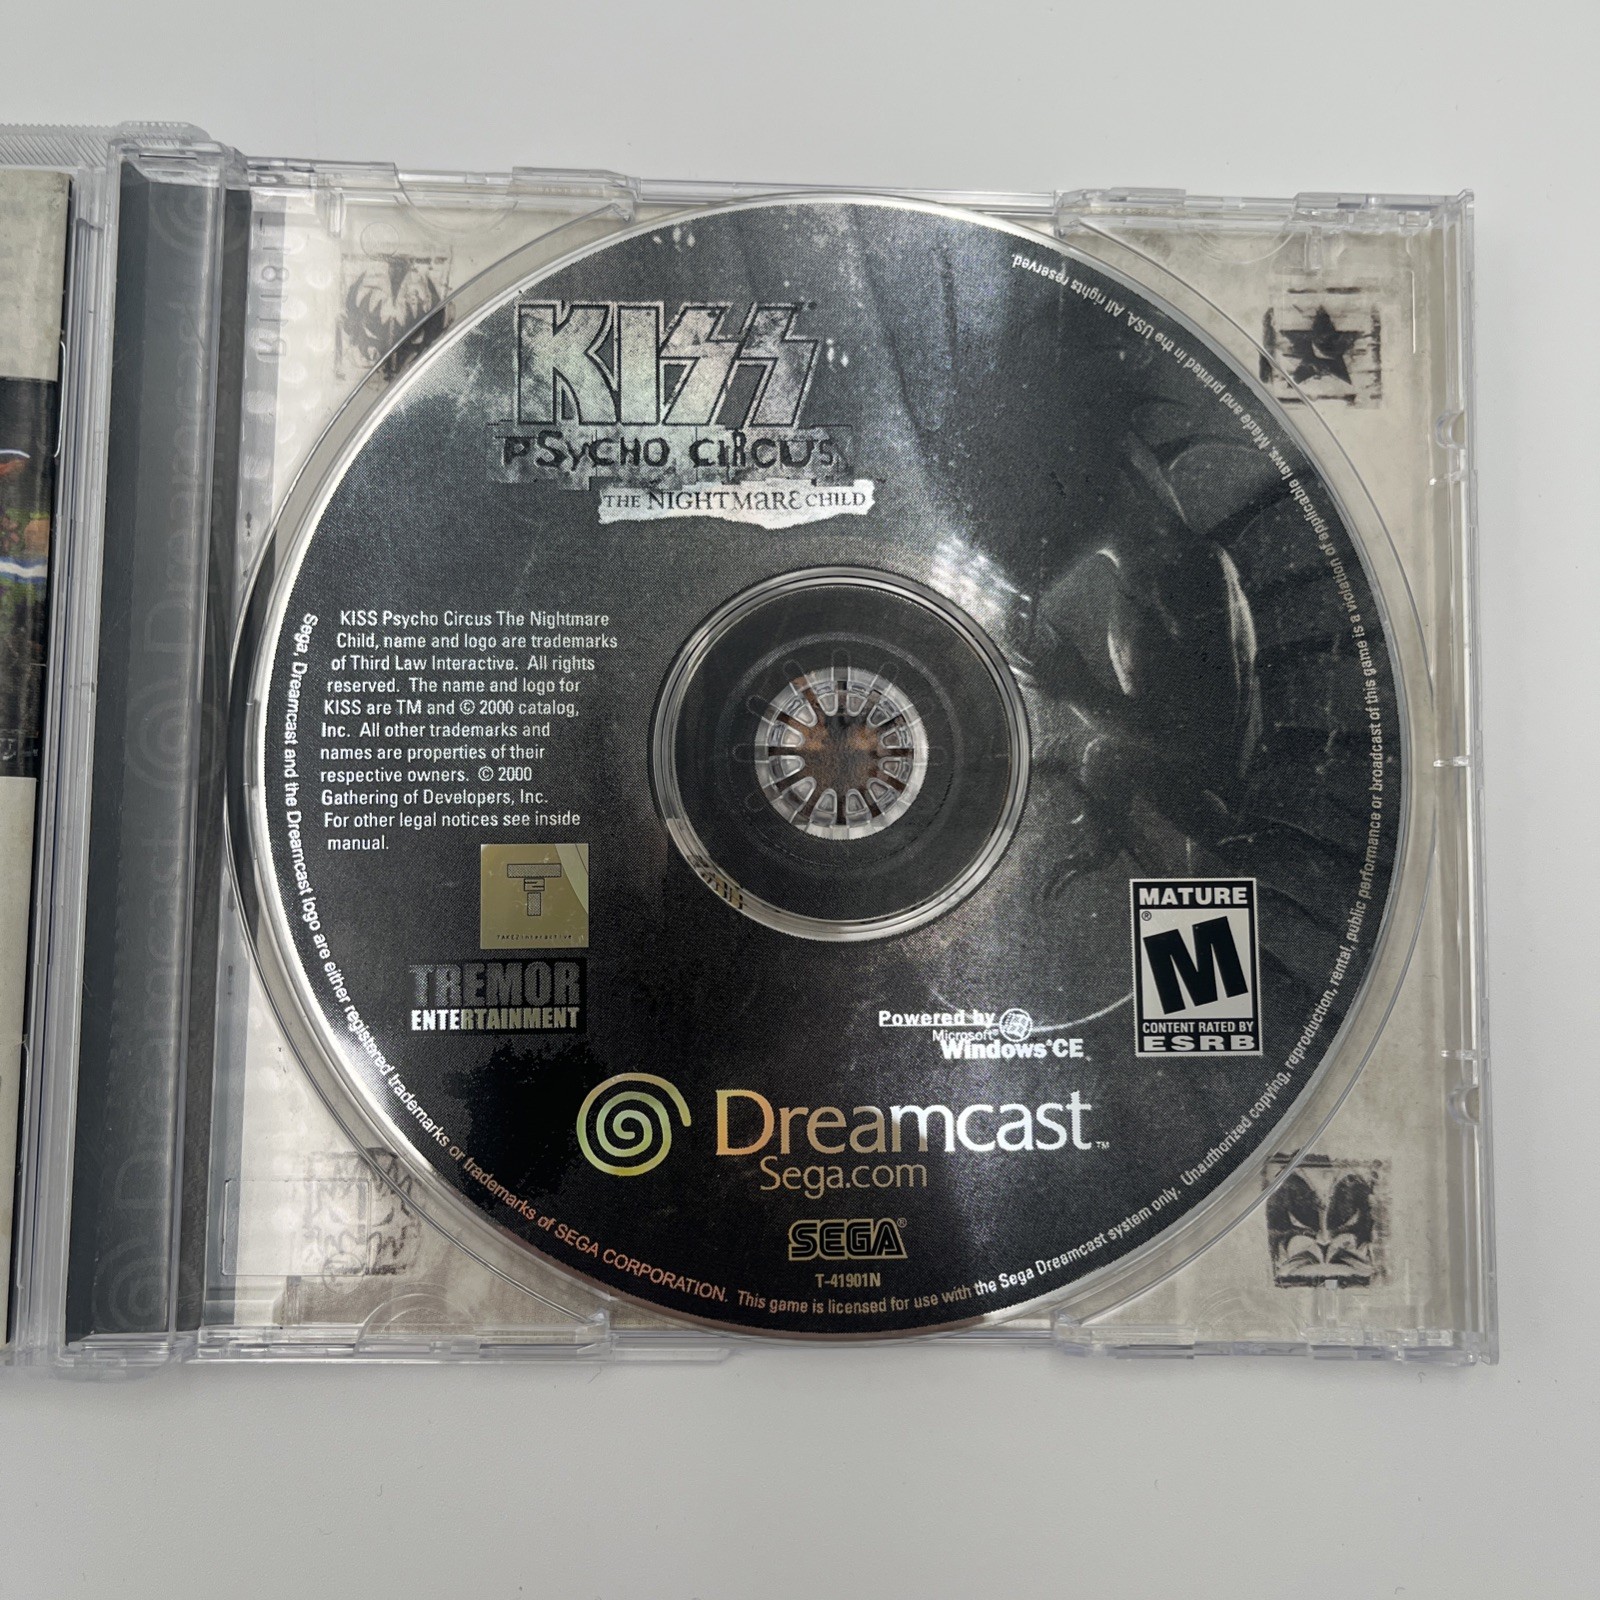 KISS
PSYCHO CIRCUS
THE NIGHTMARE CHILD
KISS Psycho Circus The Nightmare
Child, name and logo are trademarks
of Third Law Interactive. All rights
reserved. The name and logo for
KISS are TM and © 2000 catalog,
Inc. All other trademarks and
names are properties of their
respective owners. © 2000
Gathering of Developers, Inc.
For other legal notices see inside
manual.
T2I
TAKE2Interactive
TREMOR
ENTERTAINMENT
Powered by
Microsoft®
Windows®CE
MATURE
M
®
CONTENT RATED BY
ESRB
Dreamcast™
Sega.com
SEGA®
T-41901N
Sega, Dreamcast and the Dreamcast logo are either registered trademarks or trademarks of SEGA CORPORATION. This game is licensed for use with the Sega Dreamcast system only. Unauthorized copying, reproduction, rental, public performance or broadcast of this game is a violation of applicable laws. Made and printed in the USA. All rights reserved.
Dreamcast
Dreamcast
Dreamcast